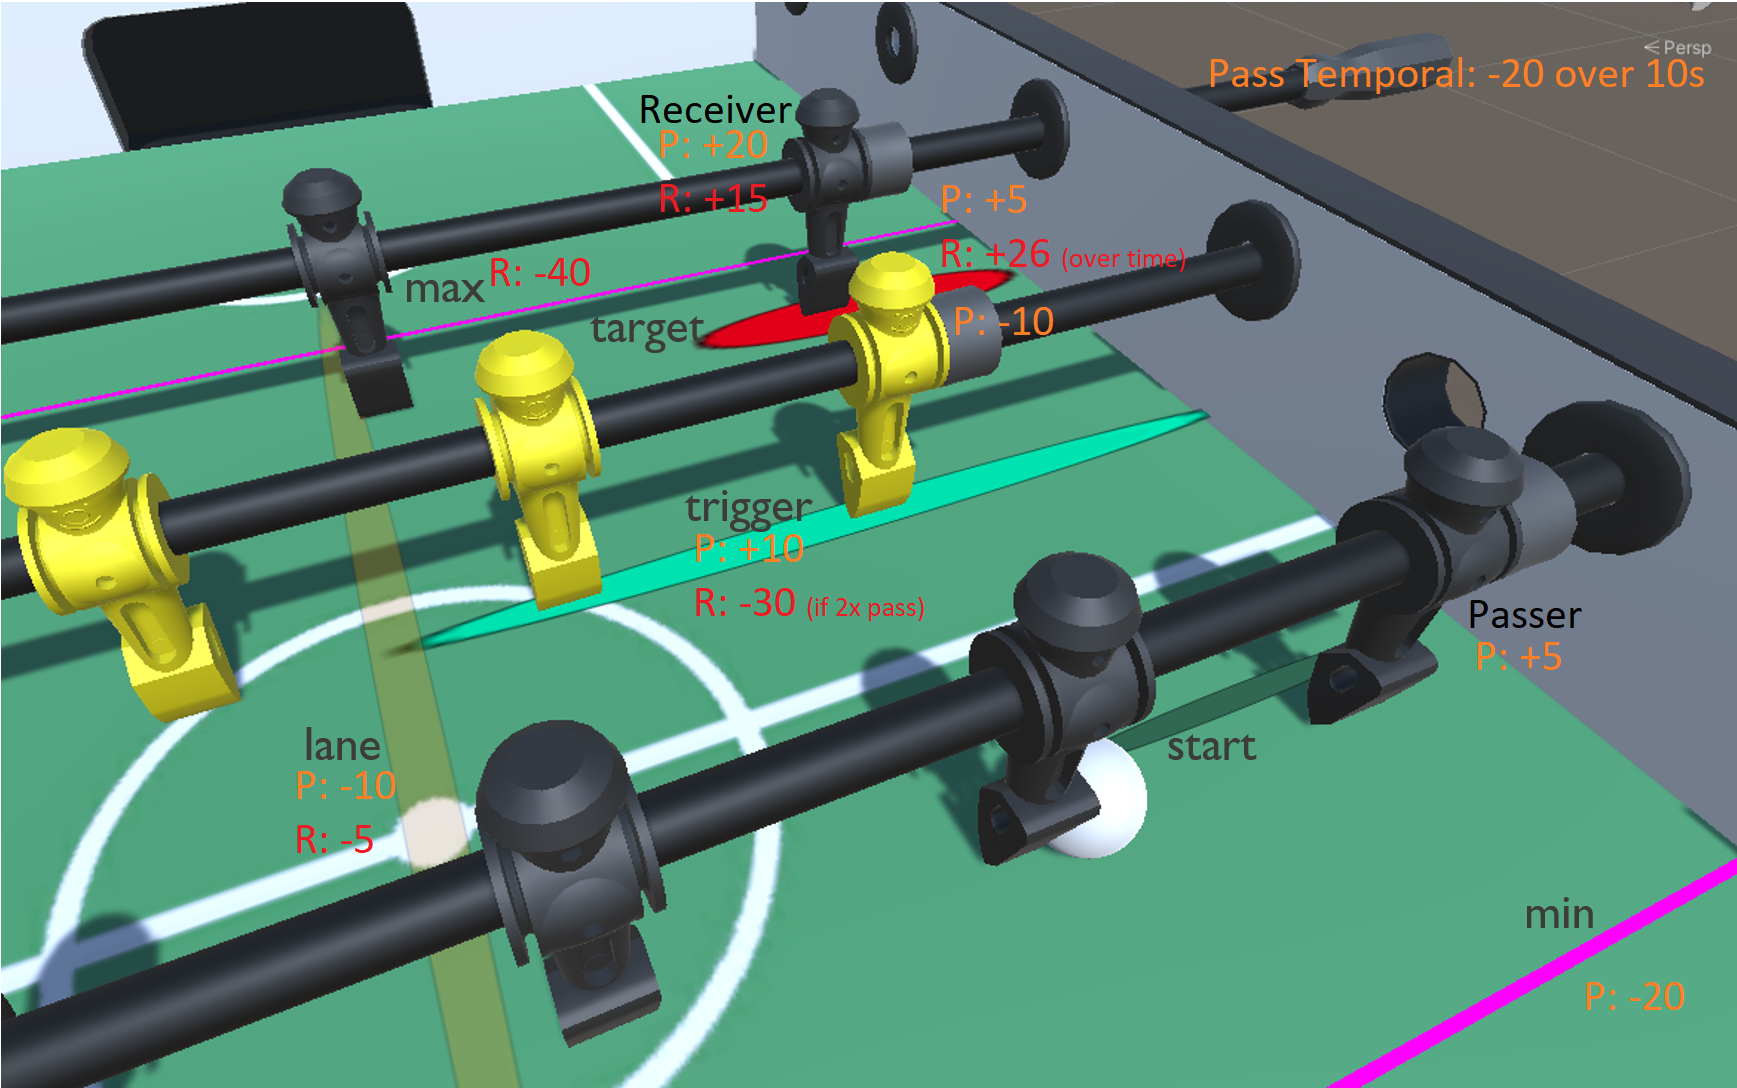 < Persp
Pass Temporal: -20 over 10s
Receiver
P: +20
R: +15
P: +5
R: +26 (over time)
max
R: -40
target
P: -10
trigger
P: +10
R: -30 (if 2x pass)
Passer
P: +5
lane
P: -10
R: -5
start
min
P: -20